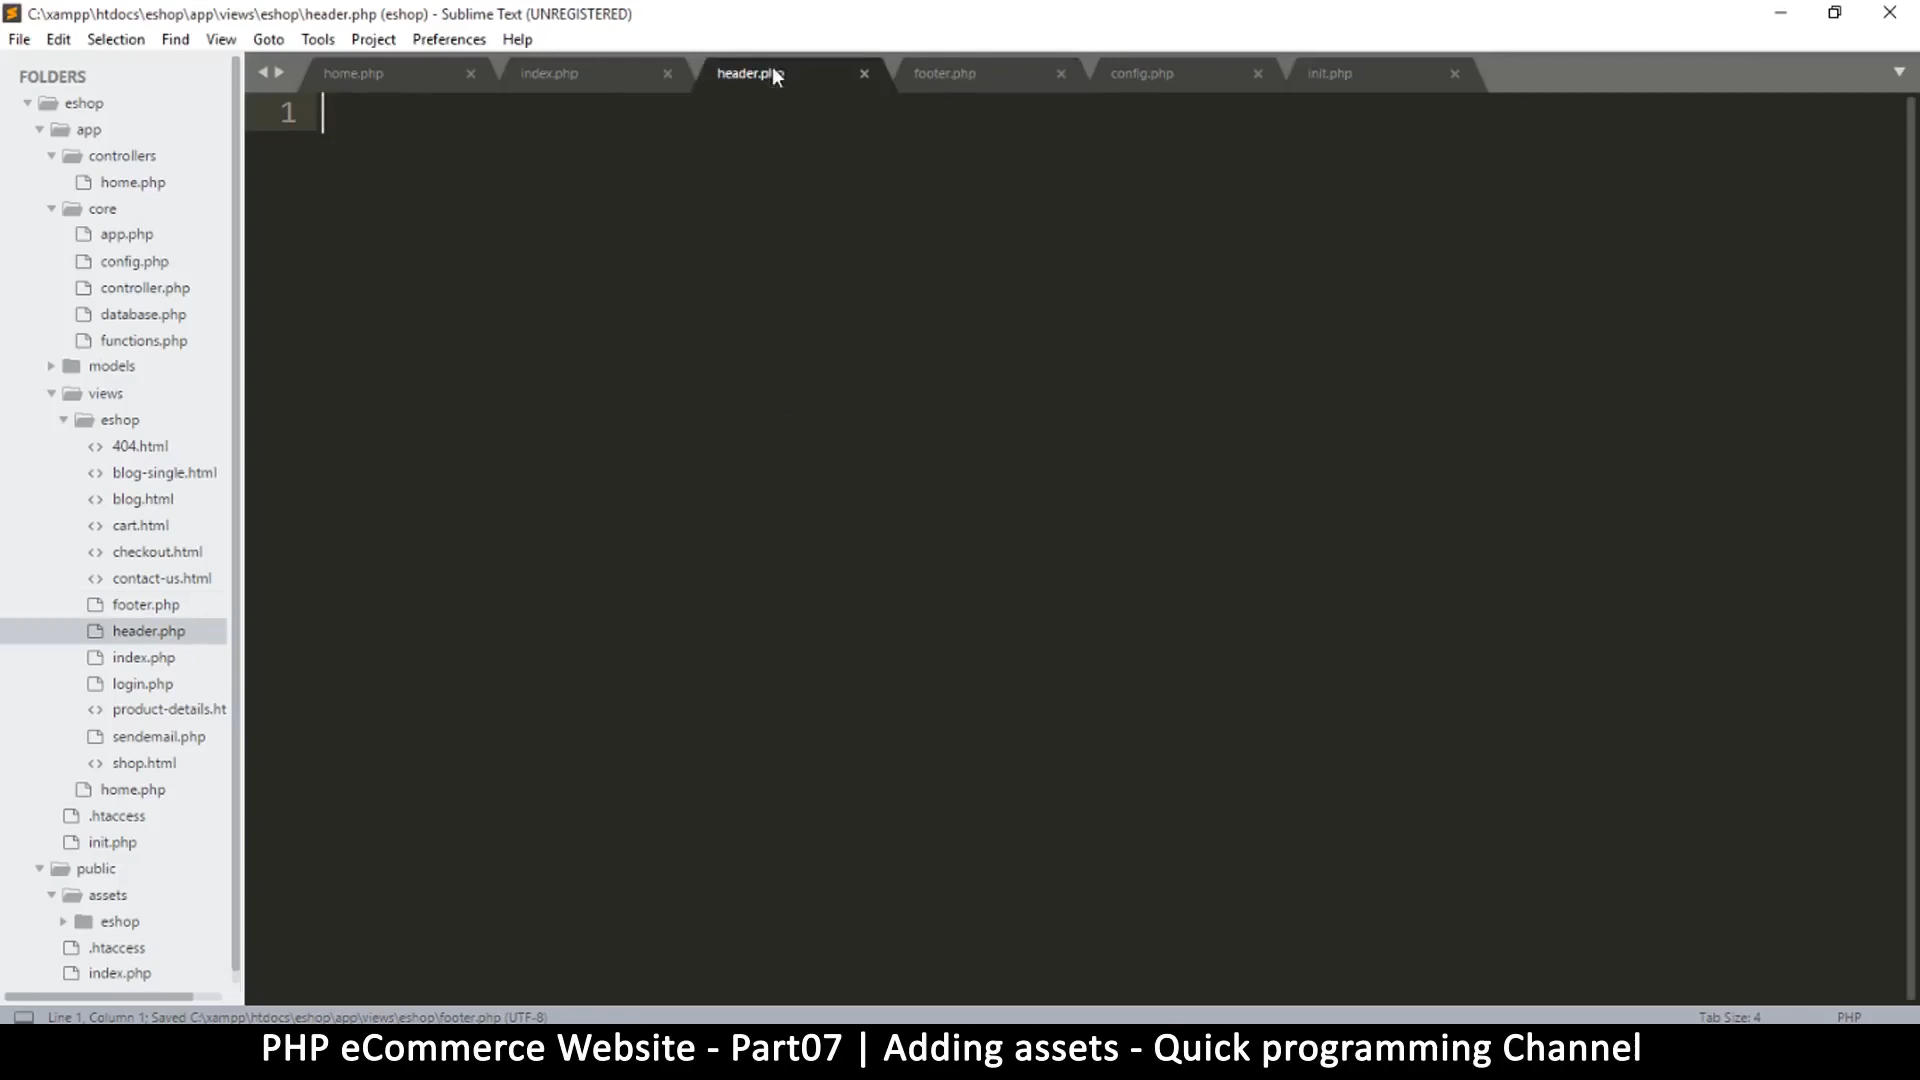 C:\xampp\htdocs\eshop\app\views\eshop\header.php (eshop) - Sublime Text (UNREGISTERED)
File Edit Selection Find View Goto Tools Project Preferences Help
FOLDERS
home.php index.php header.php footer.php config.php init.php
1
eshop
app
controllers
home.php
core
app.php
config.php
controller.php
database.php
functions.php
models
views
eshop
404.html
blog-single.html
blog.html
cart.html
checkout.html
contact-us.html
footer.php
header.php
index.php
login.php
product-details.ht
sendemail.php
shop.html
home.php
.htaccess
init.php
public
assets
eshop
.htaccess
index.php
Line 1, Column 1; Saved C:\xampp\htdocs\eshop\app\views\eshop\footer.php (UTF-8) Tab Size: 4 PHP
PHP eCommerce Website - Part07 | Adding assets - Quick programming Channel